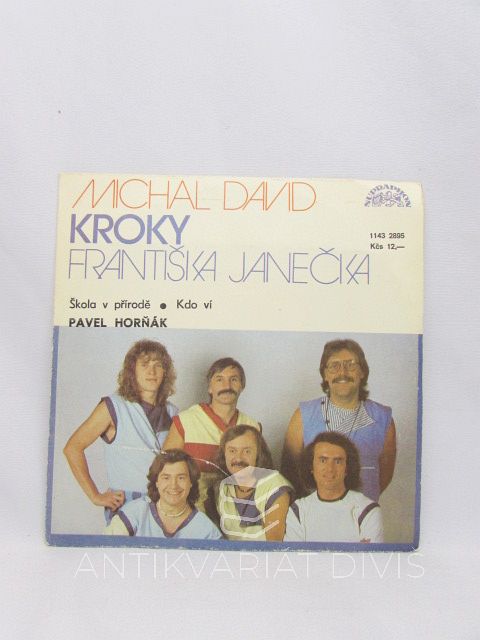 MICHAL DAVID
SUPRAPHON
KROKY
1143 2895
Kčs 12,—
FRANTIŠKA JANEČKA
Škola v přírodě ● Kdo ví
PAVEL HORŇÁK
ANTIKVARIÁT DIVIŠ